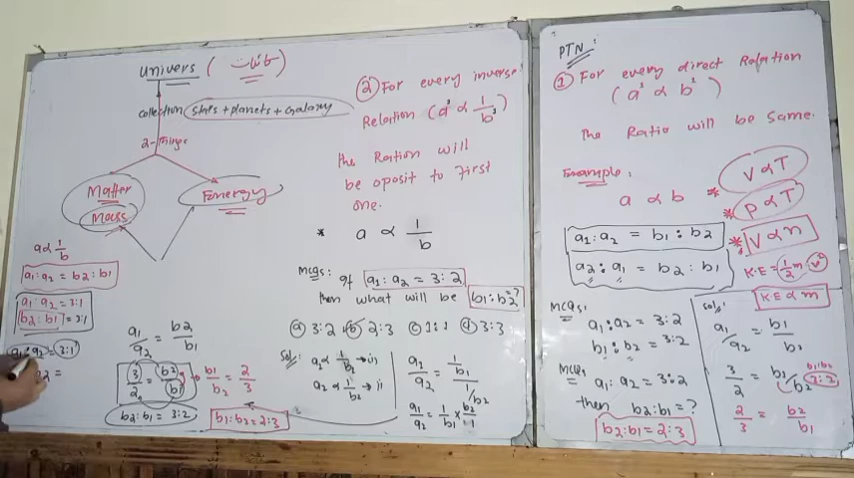 Univers (كائنات)
collection stars + planets + Galaxy
2-things
Matter
Mass
Energy
a ∝ 1/b
a₁:a₂ = b₂:b₁
a₁:a₂ = 3:1
b₂:b₁ = 3:1
a₁:a₂ = 3:1
a₁/a₂ = b₂/b₁
3/2 = b₂/b₁
b₁/b₂ = 2/3
b₂:b₁ = 3:2
b₁:b₂ = 2:3
② For every inverse
Relation (a² ∝ 1/b²)
the Ration will
be oposit to First
one.
* a ∝ 1/b
MCQs: if a₁:a₂ = 3:2
then what will be b₁:b₂?
ⓐ 3:2 ⓑ 2:3 ⓒ 1:1 ⓓ 3:3
Sol:
a₁/a₂ = 1/b₁ / 1/b₂
a₁/a₂ = 1/b₁ × b₂/1
PTN:
① For every direct Relation
(a² ∝ b²)
the Ratio will be same.
Example:
a ∝ b
* V ∝ T
* P ∝ T
* V ∝ n
a₁:a₂ = b₁:b₂
a₂:a₁ = b₂:b₁
K·E = 1/2 m v²
K·E ∝ m
MCQs:
a₁:a₂ = 3:2
b₁:b₂ = 3:2
MCQs a₁:a₂ = 3:2
then b₂:b₁ = ?
b₂:b₁ = 2:3
Sol:
a₁/a₂ = b₁/b₂
3/2 = b₁/b₂
2/3 = b₂/b₁